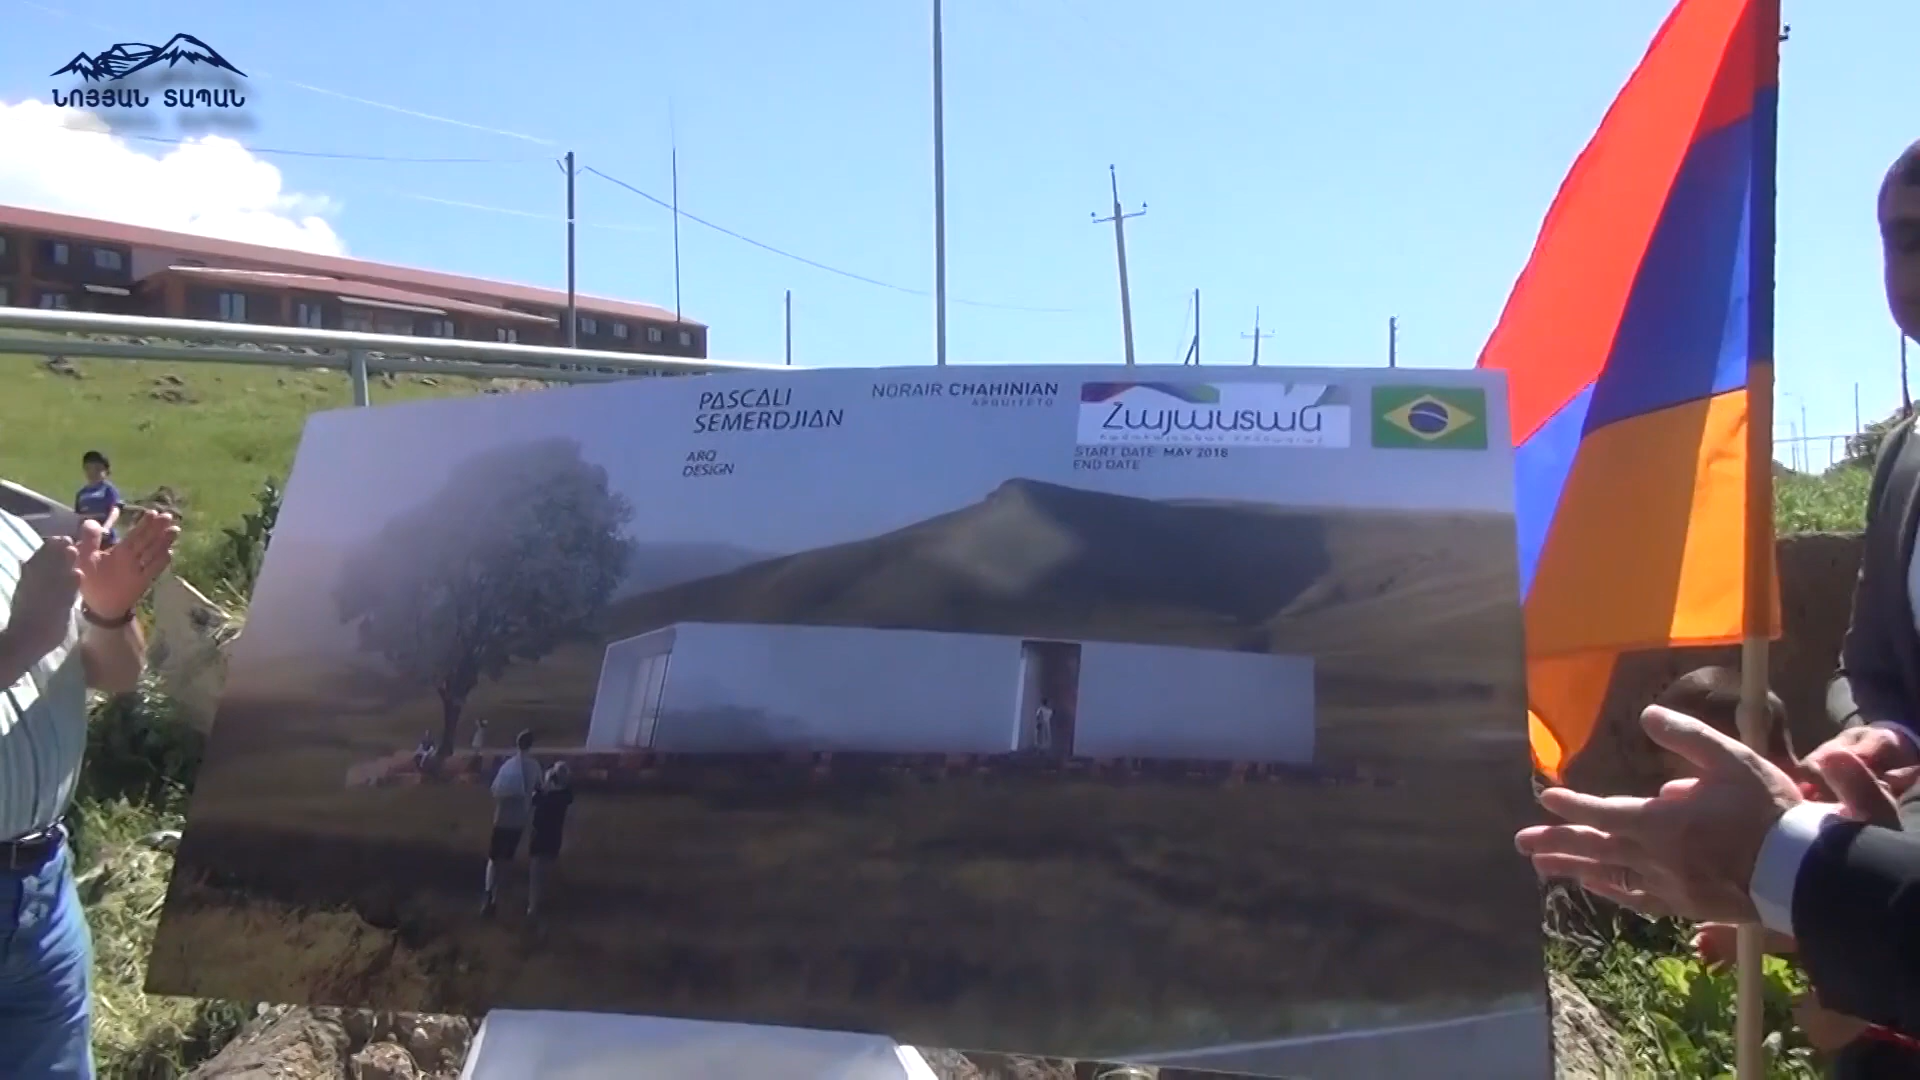 ՆՈՅՅԱՆ ՏԱՊԱՆ
PASCALI
SEMERDJIAN
ARQ
DESIGN
NORAIR CHAHINIAN
ARQUITETO
Հայաստան
START DATE MAY 2018
END DATE